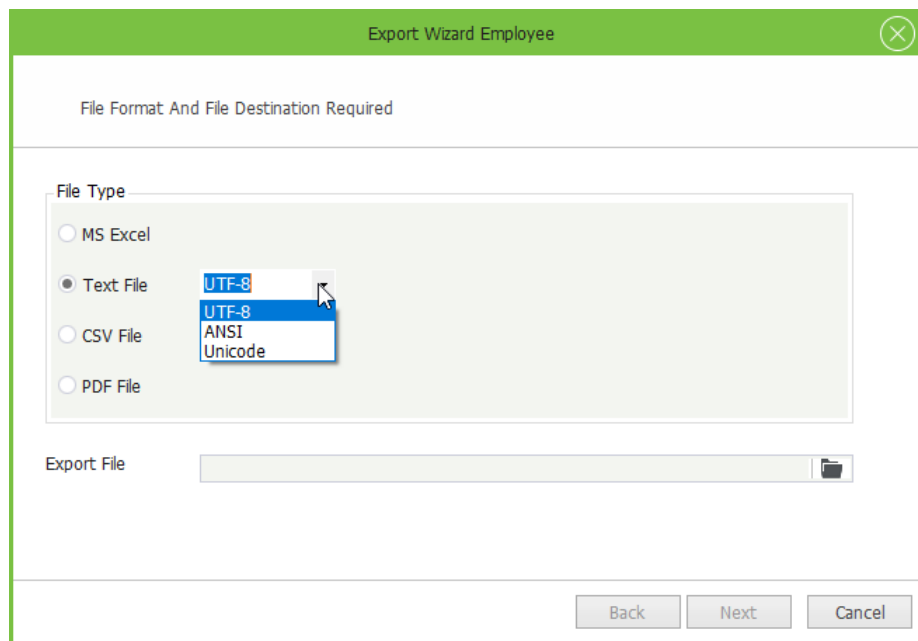 Export Wizard Employee
File Format And File Destination Required
File Type
MS Excel
Text File UTF-8
UTF-8
ANSI
CSV File
Unicode
PDF File
Export File
Back Next Cancel